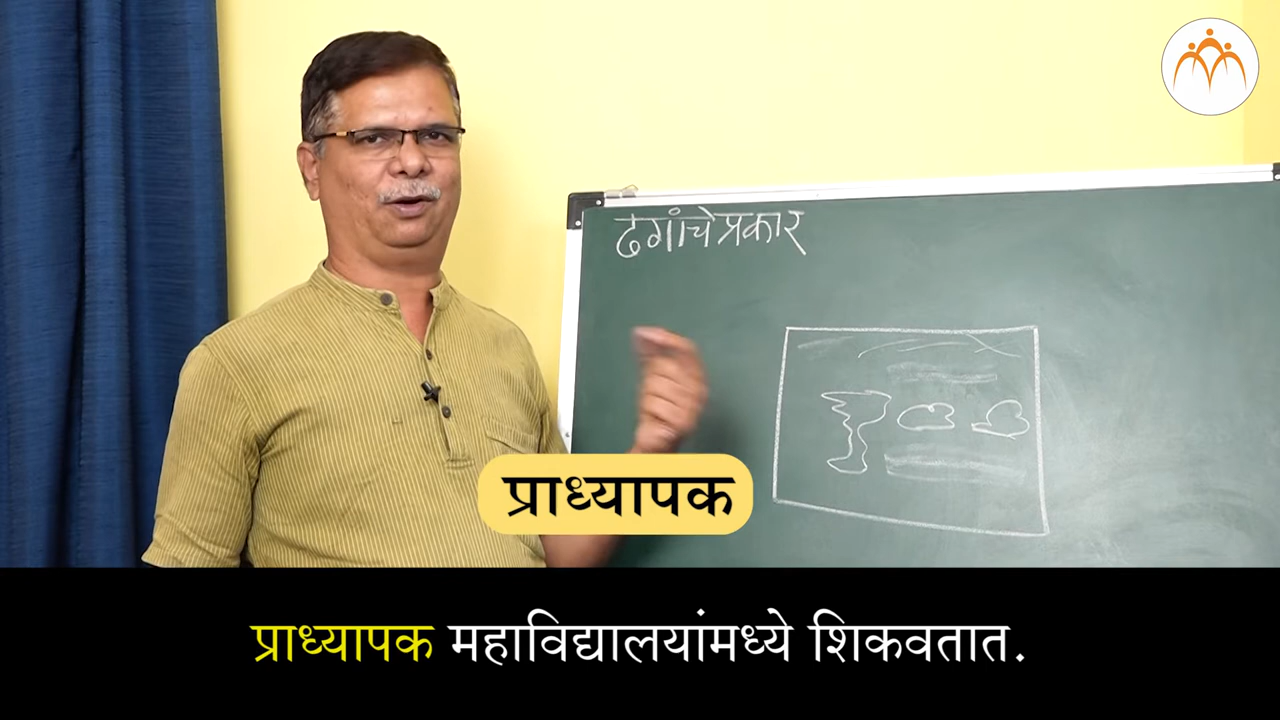 ढगांचे प्रकार
प्राध्यापक
प्राध्यापक महाविद्यालयांमध्ये शिकवतात.